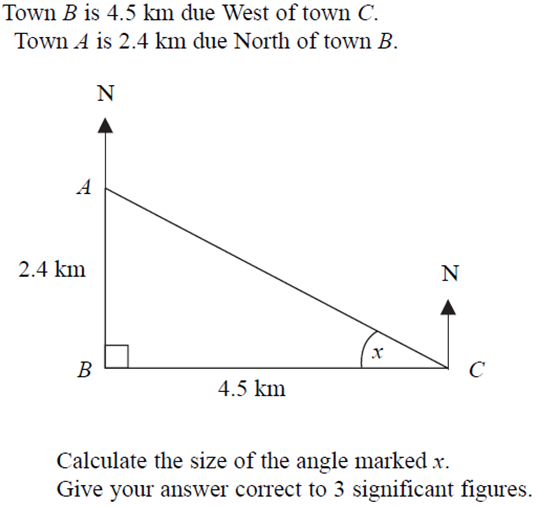 Town B is 4.5 km due West of town C.
Town A is 2.4 km due North of town B.
N
A
2.4 km
N
B
x
C
4.5 km
Calculate the size of the angle marked x.
Give your answer correct to 3 significant figures.